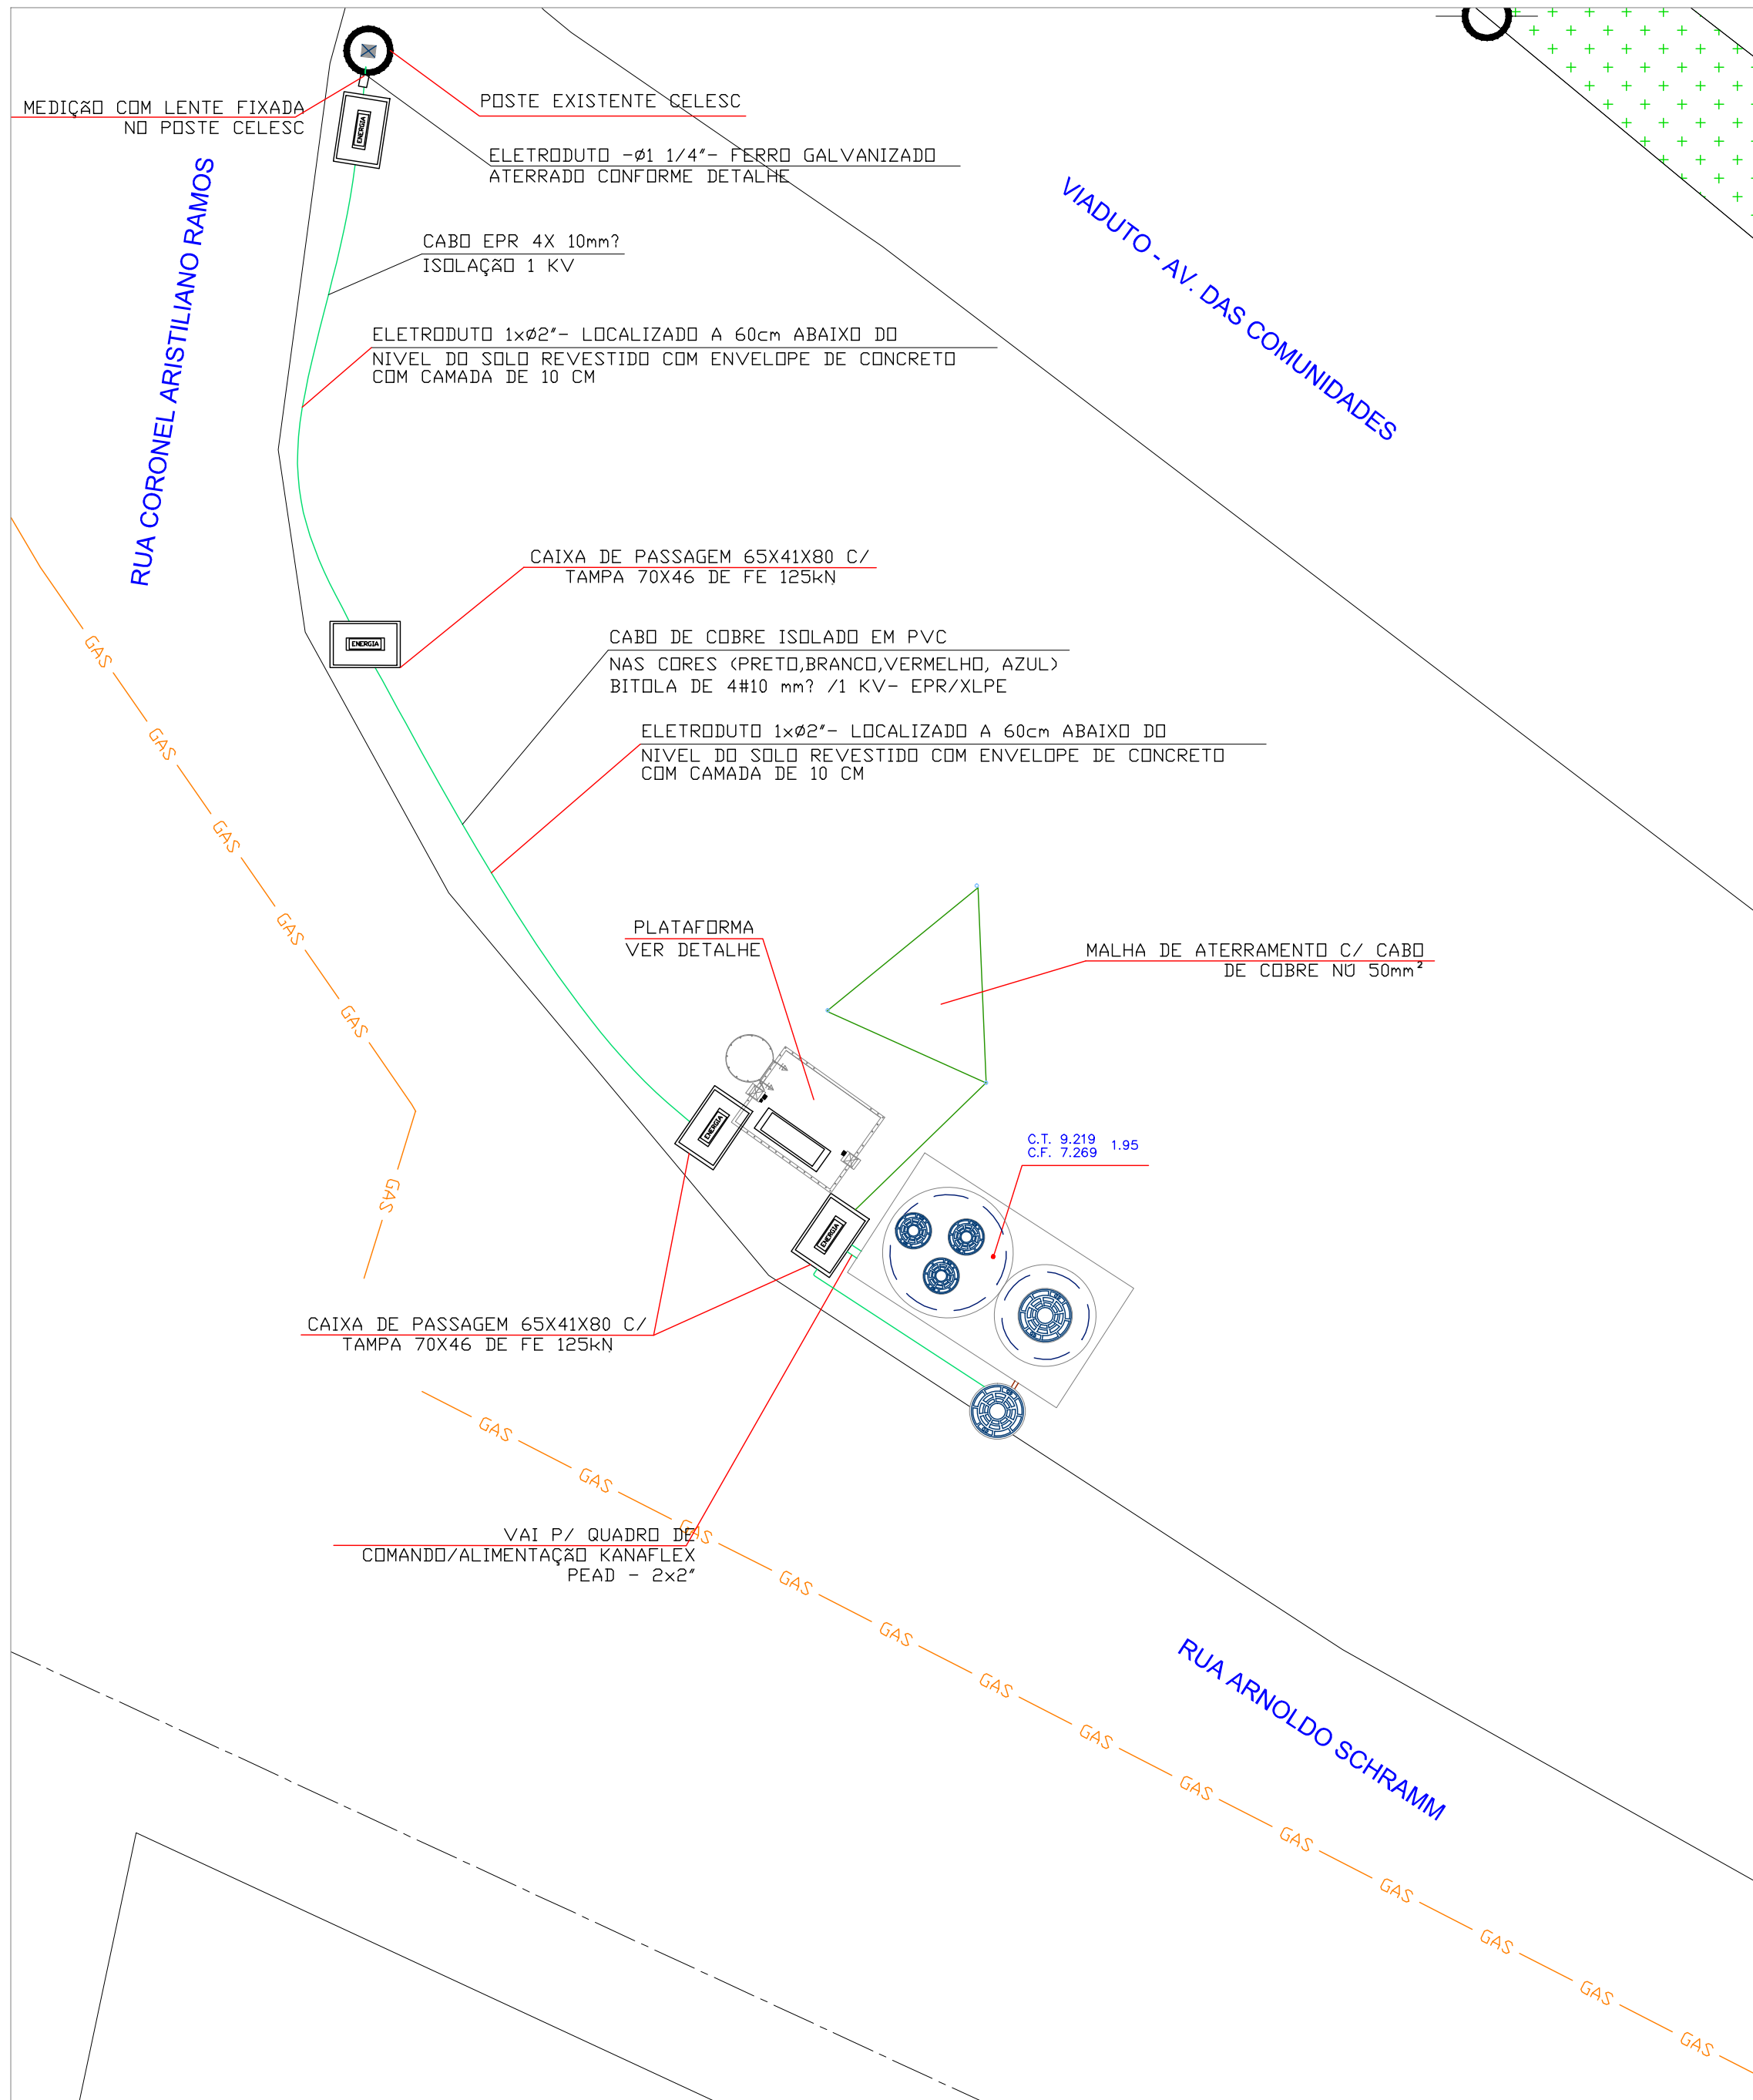 MEDIÇãO COM LENTE FIXADA
NO POSTE CELESC
POSTE EXISTENTE CELESC
ELETRODUTO -ø1 1/4"- FERRO GALVANIZADO
ATERRADO CONFORME DETALHE
ENERGIA
RUA CORONEL ARISTILIANO RAMOS
VIADUTO - AV. DAS COMUNIDADES
CABO EPR 4X 10mm?
ISOLAÇãO 1 KV
ELETRODUTO 1xø2"- LOCALIZADO A 60cm ABAIXO DO
NIVEL DO SOLO REVESTIDO COM ENVELOPE DE CONCRETO
COM CAMADA DE 10 CM
CAIXA DE PASSAGEM 65X41X80 C/
TAMPA 70X46 DE FE 125kN
ENERGIA
CABO DE COBRE ISOLADO EM PVC
NAS CORES (PRETO,BRANCO,VERMELHO, AZUL)
BITOLA DE 4#10 mm? /1 KV- EPR/XLPE
ELETRODUTO 1xø2"- LOCALIZADO A 60cm ABAIXO DO
NIVEL DO SOLO REVESTIDO COM ENVELOPE DE CONCRETO
COM CAMADA DE 10 CM
GAS
GAS
GAS
GAS
GAS
GAS
PLATAFORMA
VER DETALHE
MALHA DE ATERRAMENTO C/ CABO
DE COBRE NÚ 50mm²
ENERGIA
C.T. 9.219
C.F. 7.269
1.95
ENERGIA
CAIXA DE PASSAGEM 65X41X80 C/
TAMPA 70X46 DE FE 125kN
VAI P/ QUADRO DE
COMANDO/ALIMENTAÇãO KANAFLEX
PEAD - 2x2"
GAS
GAS
GAS
GAS
GAS
GAS
GAS
GAS
GAS
GAS
GAS
GAS
GAS
RUA ARNOLDO SCHRAMM